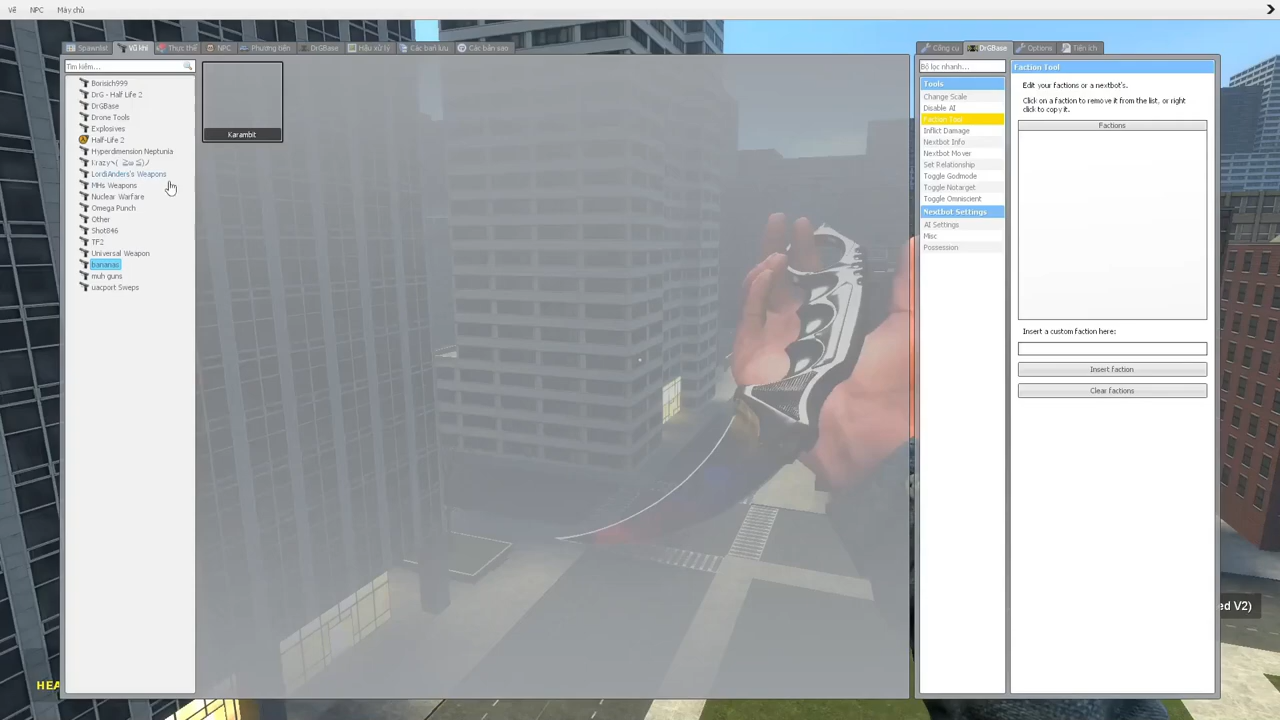 Vẽ NPC Máy chủ
Spawnlist Vũ khí Thực thể NPC Phương tiện DrGBase Hậu xử lý Các bản lưu Các bản sao
Tìm kiếm...
Borisich999
DrG - Half Life 2
DrGBase
Drone Tools
Explosives
Half-Life 2
Hyperdimension Neptunia
LordiAnders's Weapons
MHs Weapons
Nuclear Warfare
Omega Punch
Other
Shot846
TF2
Universal Weapon
bananas
muh guns
uacport Sweps
Karambit
Công cụ DrGBase Options Tiện ích
Bộ lọc nhanh...
Tools
Change Scale
Disable AI
Faction Tool
Inflict Damage
Nextbot Info
Nextbot Mover
Set Relationship
Toggle Godmode
Toggle Notarget
Toggle Omniscient
Nextbot Settings
AI Settings
Misc
Possession
Faction Tool
Edit your factions or a nextbot's.
Click on a faction to remove it from the list, or right
click to copy it.
Factions
Insert a custom faction here:
Insert faction
Clear factions
ed V2)
HEA